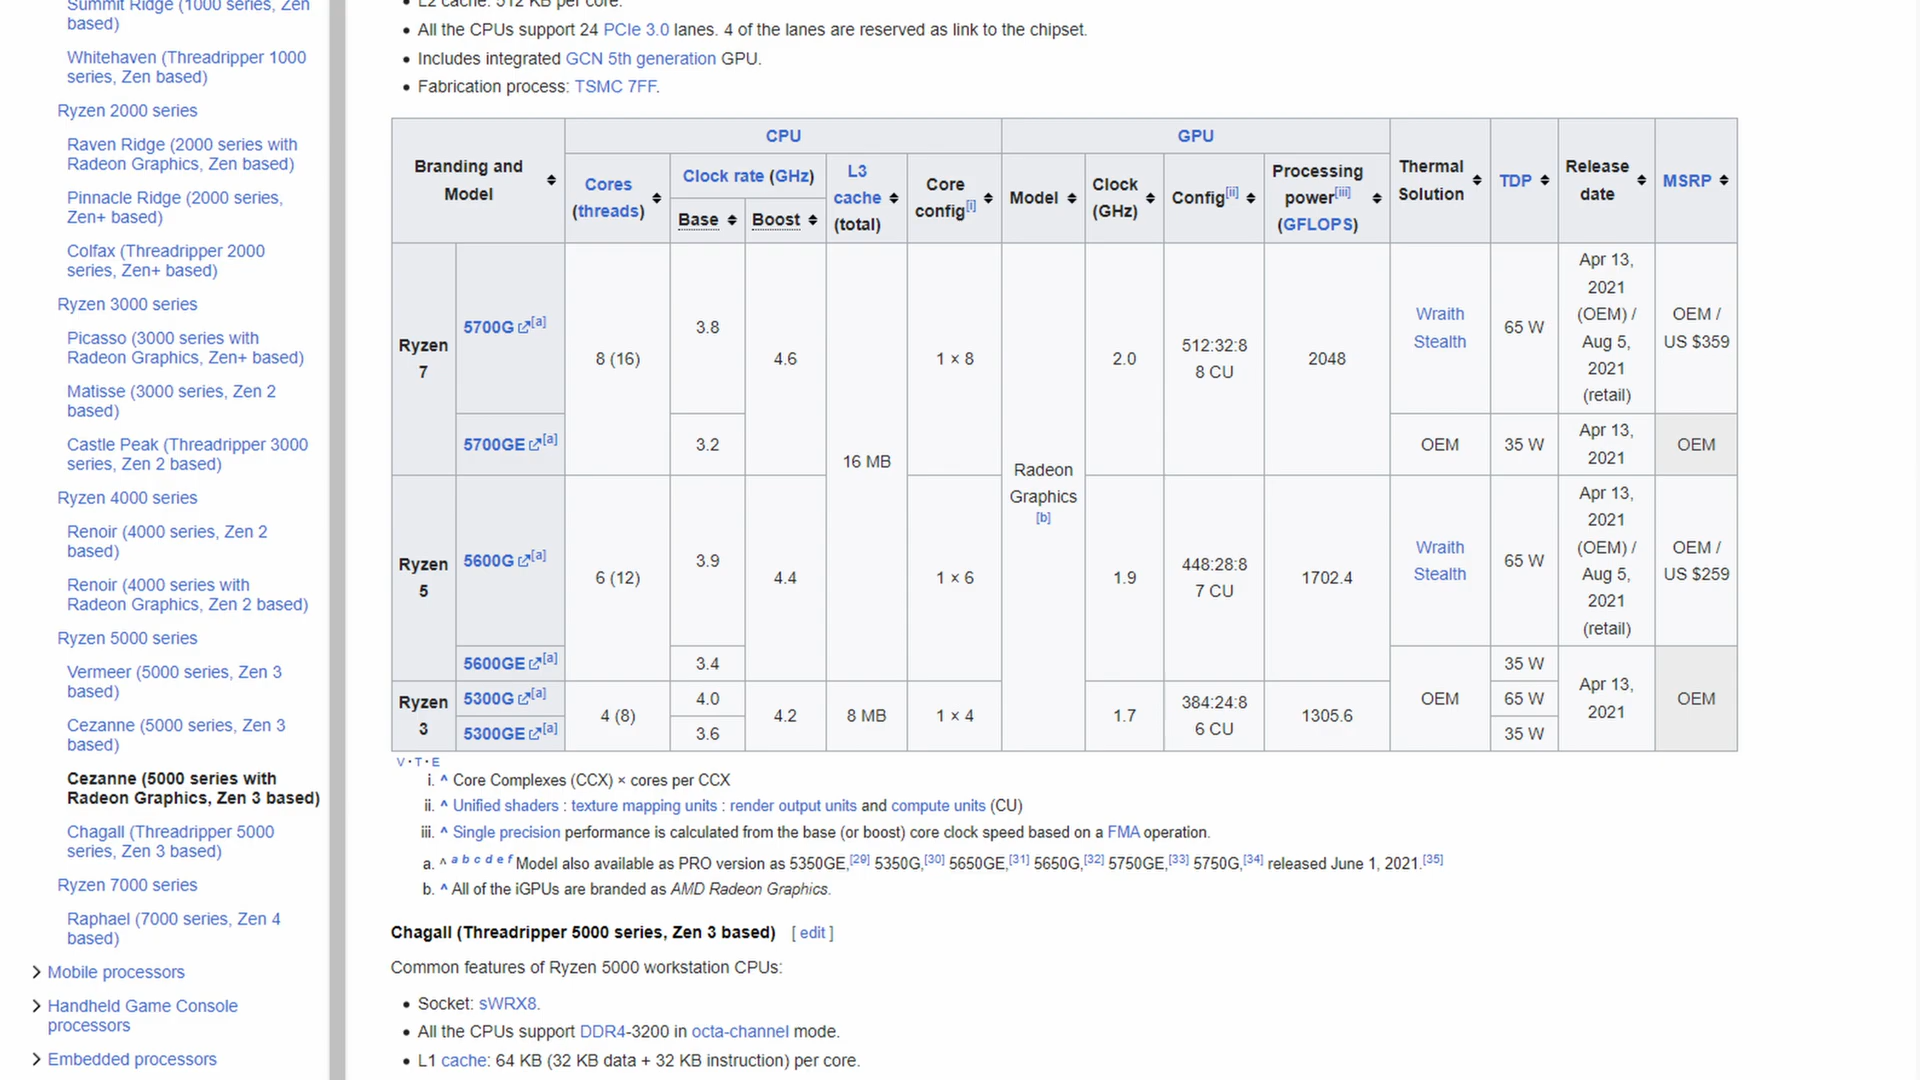 Summit Ridge (1000 series, Zen
based)
Whitehaven (Threadripper 1000
series, Zen based)
Ryzen 2000 series
Raven Ridge (2000 series with
Radeon Graphics, Zen based)
Pinnacle Ridge (2000 series,
Zen+ based)
Colfax (Threadripper 2000
series, Zen+ based)
Ryzen 3000 series
Picasso (3000 series with
Radeon Graphics, Zen+ based)
Matisse (3000 series, Zen 2
based)
Castle Peak (Threadripper 3000
series, Zen 2 based)
Ryzen 4000 series
Renoir (4000 series, Zen 2
based)
Renoir (4000 series with
Radeon Graphics, Zen 2 based)
Ryzen 5000 series
Vermeer (5000 series, Zen 3
based)
Cezanne (5000 series, Zen 3
based)
Cezanne (5000 series with
Radeon Graphics, Zen 3 based)
Chagall (Threadripper 5000
series, Zen 3 based)
Ryzen 7000 series
Raphael (7000 series, Zen 4
based)
Mobile processors
Handheld Game Console
processors
Embedded processors
• L2 cache: 512 KB per core.
• All the CPUs support 24 PCIe 3.0 lanes. 4 of the lanes are reserved as link to the chipset.
• Includes integrated GCN 5th generation GPU.
• Fabrication process: TSMC 7FF.
Branding and
Model
CPU
GPU
Thermal
Solution
TDP
Release
date
MSRP
Cores
(threads)
Clock rate (GHz)
L3
cache
(total)
Core
config[i]
Model
Clock
(GHz)
Config[ii]
Processing
power[iii]
(GFLOPS)
Base
Boost
Ryzen
7
5700G [a]
8 (16)
3.8
4.6
16 MB
1 × 8
Radeon
Graphics
[b]
2.0
512:32:8
8 CU
2048
Wraith
Stealth
65 W
Apr 13,
2021
(OEM) /
Aug 5,
2021
(retail)
OEM /
US $359
5700GE [a]
3.2
OEM
35 W
Apr 13,
2021
OEM
Ryzen
5
5600G [a]
6 (12)
3.9
4.4
1 × 6
1.9
448:28:8
7 CU
1702.4
Wraith
Stealth
65 W
Apr 13,
2021
(OEM) /
Aug 5,
2021
(retail)
OEM /
US $259
5600GE [a]
3.4
OEM
35 W
Apr 13,
2021
OEM
Ryzen
3
5300G [a]
4 (8)
4.0
4.2
8 MB
1 × 4
1.7
384:24:8
6 CU
1305.6
65 W
5300GE [a]
3.6
35 W
V · T · E
i. ^ Core Complexes (CCX) × cores per CCX
ii. ^ Unified shaders : texture mapping units : render output units and compute units (CU)
iii. ^ Single precision performance is calculated from the base (or boost) core clock speed based on a FMA operation.
a. ^ a b c d e f Model also available as PRO version as 5350GE,[29] 5350G,[30] 5650GE,[31] 5650G,[32] 5750GE,[33] 5750G,[34] released June 1, 2021.[35]
b. ^ All of the iGPUs are branded as AMD Radeon Graphics.
Chagall (Threadripper 5000 series, Zen 3 based) [ edit ]
Common features of Ryzen 5000 workstation CPUs:
• Socket: sWRX8.
• All the CPUs support DDR4-3200 in octa-channel mode.
• L1 cache: 64 KB (32 KB data + 32 KB instruction) per core.